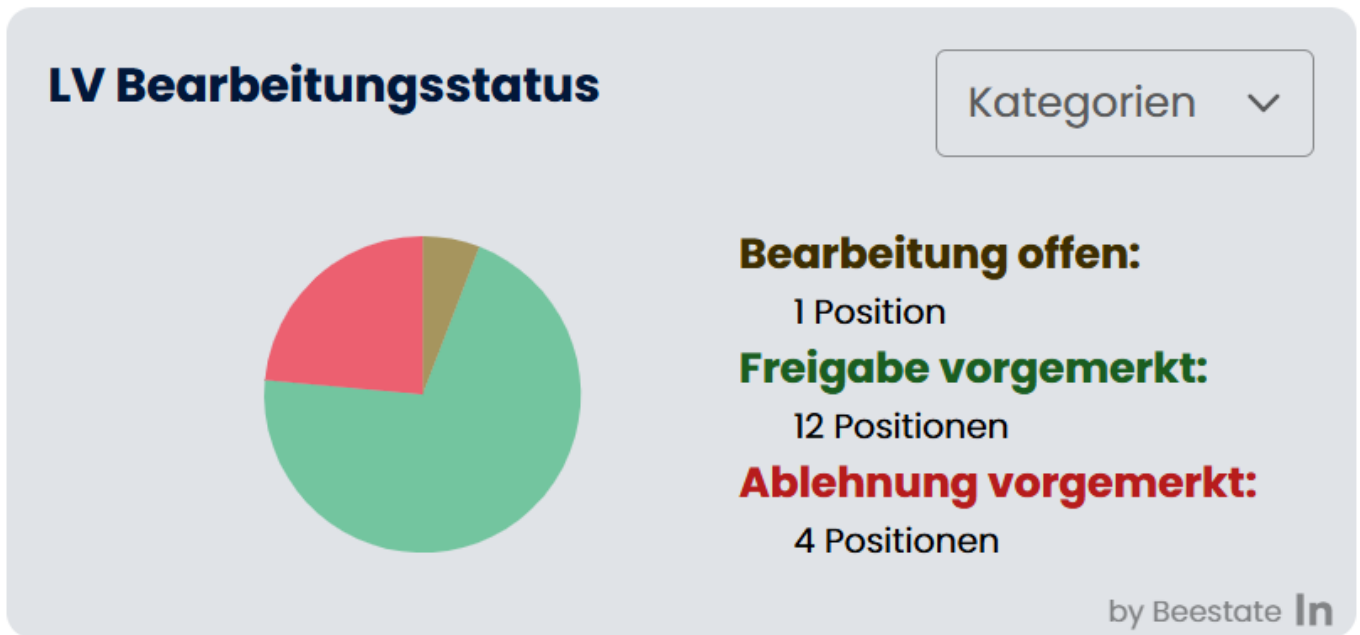 LV Bearbeitungsstatus
Kategorien
Bearbeitung offen:
1 Position
Freigabe vorgemerkt:
12 Positionen
Ablehnung vorgemerkt:
4 Positionen
by Beestate In